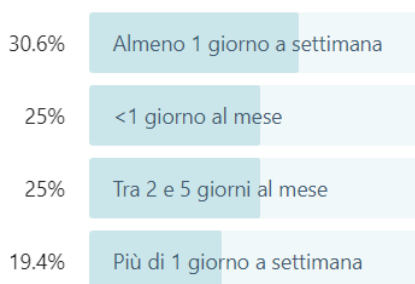 30.6% Almeno 1 giorno a settimana
25% <1 giorno al mese
25% Tra 2 e 5 giorni al mese
19.4% Più di 1 giorno a settimana